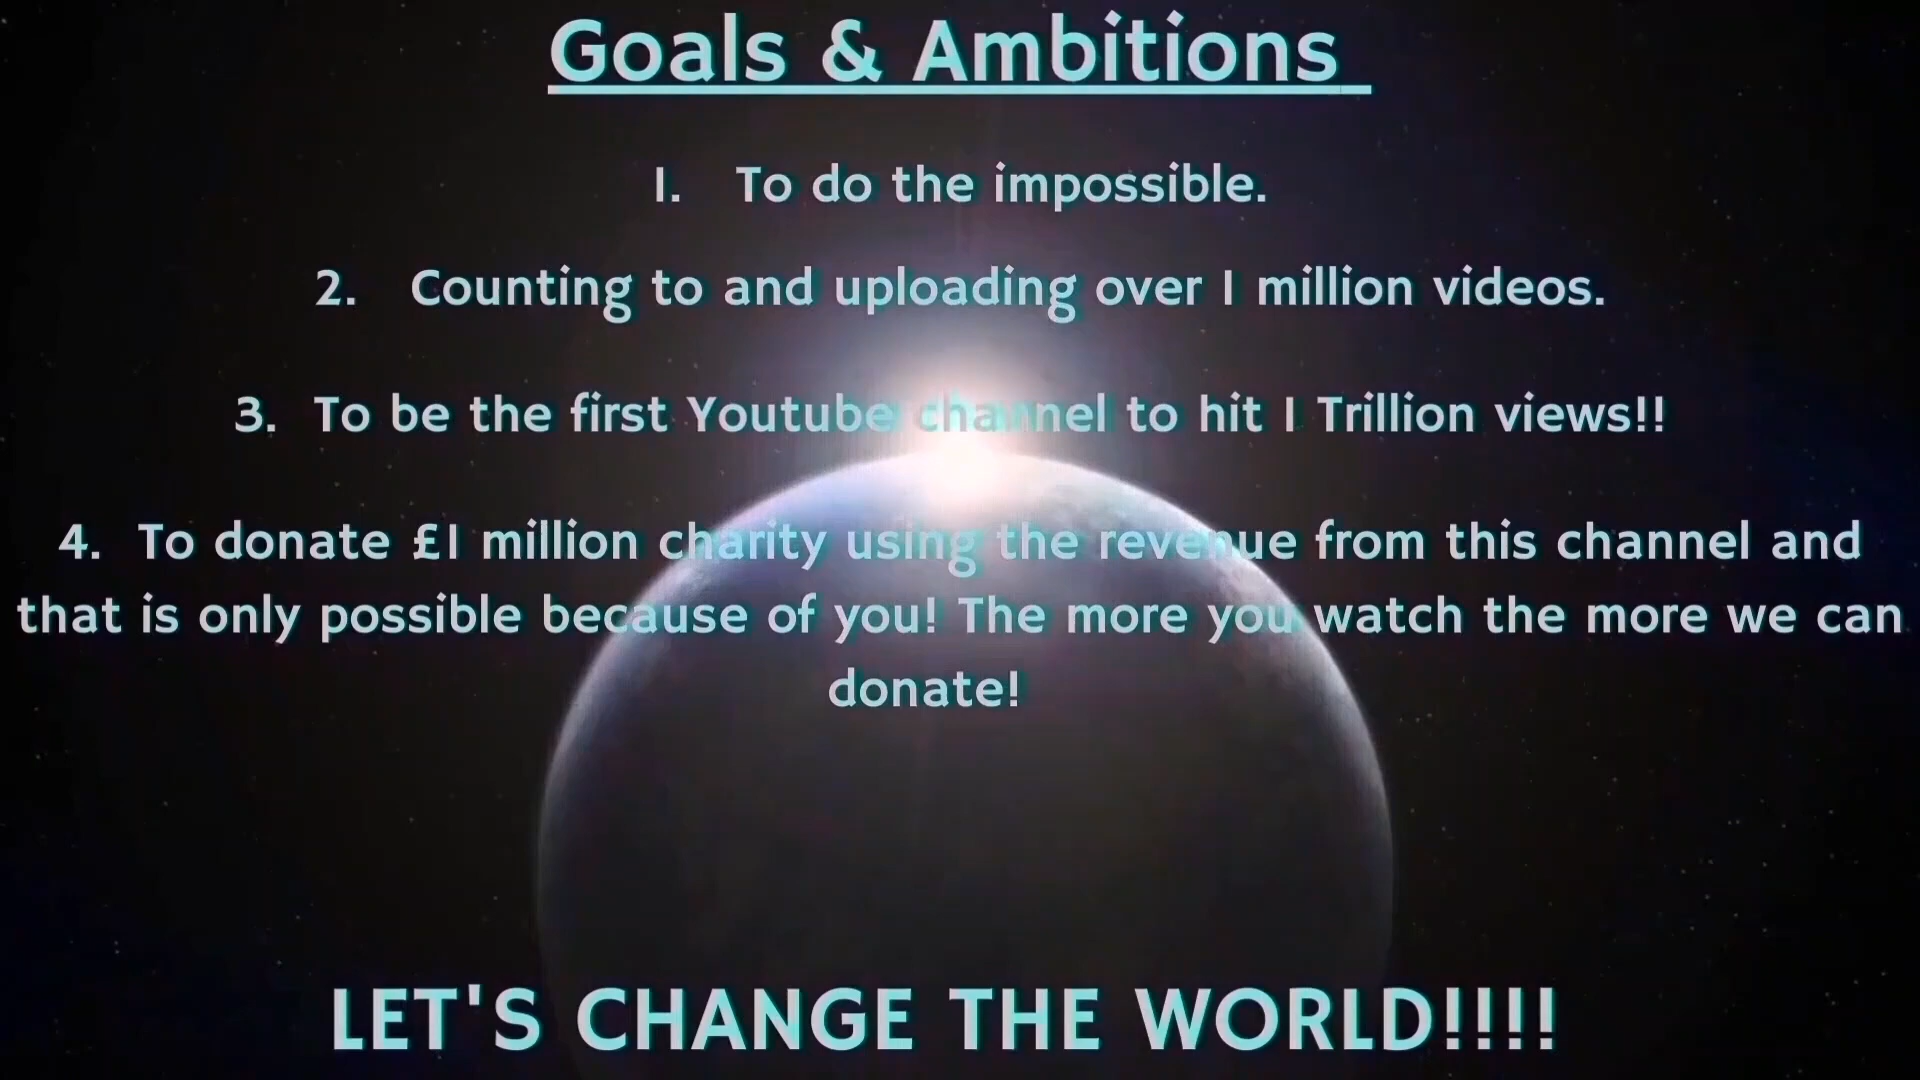 Goals & Ambitions
1. To do the impossible.
2. Counting to and uploading over 1 million videos.
3. To be the first Youtube channel to hit 1 Trillion views!!
4. To donate £1 million charity using the revenue from this channel and
that is only possible because of you! The more you watch the more we can
donate!
LET'S CHANGE THE WORLD!!!!